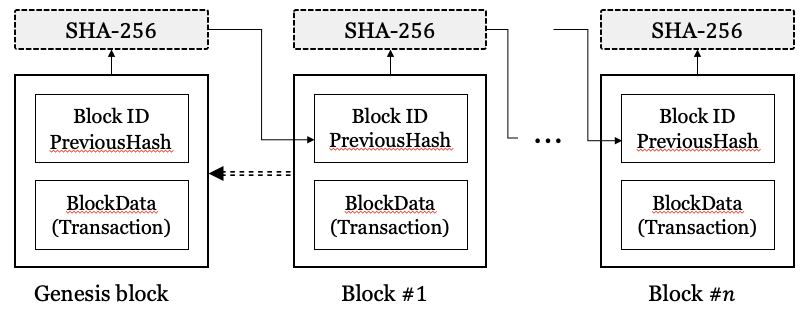 SHA-256
SHA-256
SHA-256
Block ID
PreviousHash
BlockData
(Transaction)
Block ID
PreviousHash
BlockData
(Transaction)
...
Block ID
PreviousHash
BlockData
(Transaction)
Genesis block
Block #1
Block #n